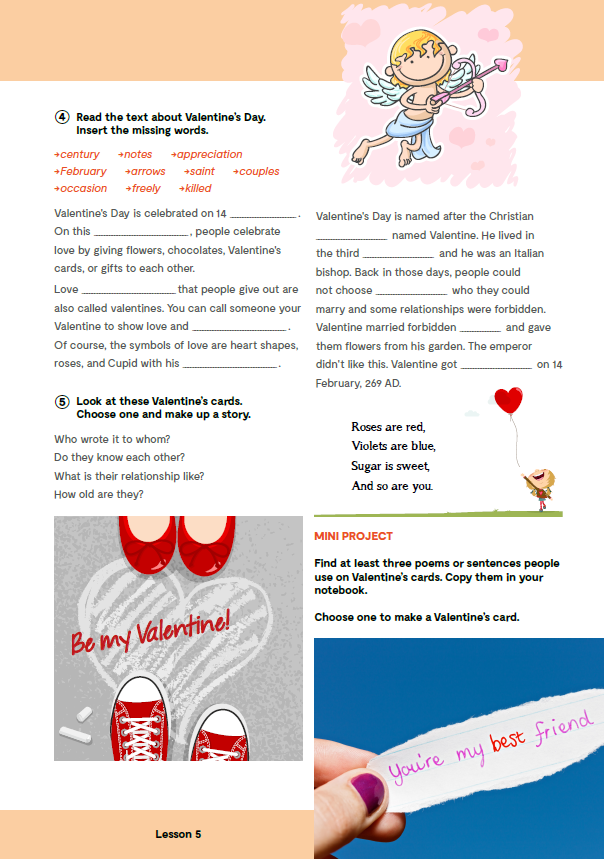 4 Read the text about Valentine's Day.
Insert the missing words.
→century →notes →appreciation
→February →arrows →saint →couples
→occasion →freely →killed
Valentine's Day is celebrated on 14 ____________.
On this ________________, people celebrate
love by giving flowers, chocolates, Valentine's
cards, or gifts to each other.
Love ________________ that people give out are
also called valentines. You can call someone your
Valentine to show love and ________________.
Of course, the symbols of love are heart shapes,
roses, and Cupid with his ________________.
5 Look at these Valentine's cards.
Choose one and make up a story.
Who wrote it to whom?
Do they know each other?
What is their relationship like?
How old are they?
Be my Valentine!
Lesson 5
Valentine's Day is named after the Christian
____________ named Valentine. He lived in
the third ____________ and he was an Italian
bishop. Back in those days, people could
not choose ____________ who they could
marry and some relationships were forbidden.
Valentine married forbidden _______ and gave
them flowers from his garden. The emperor
didn't like this. Valentine got ____________ on 14
February, 269 AD.
Roses are red,
Violets are blue,
Sugar is sweet,
And so are you.
MINI PROJECT
Find at least three poems or sentences people
use on Valentine's cards. Copy them in your
notebook.
Choose one to make a Valentine's card.
You're my best friend